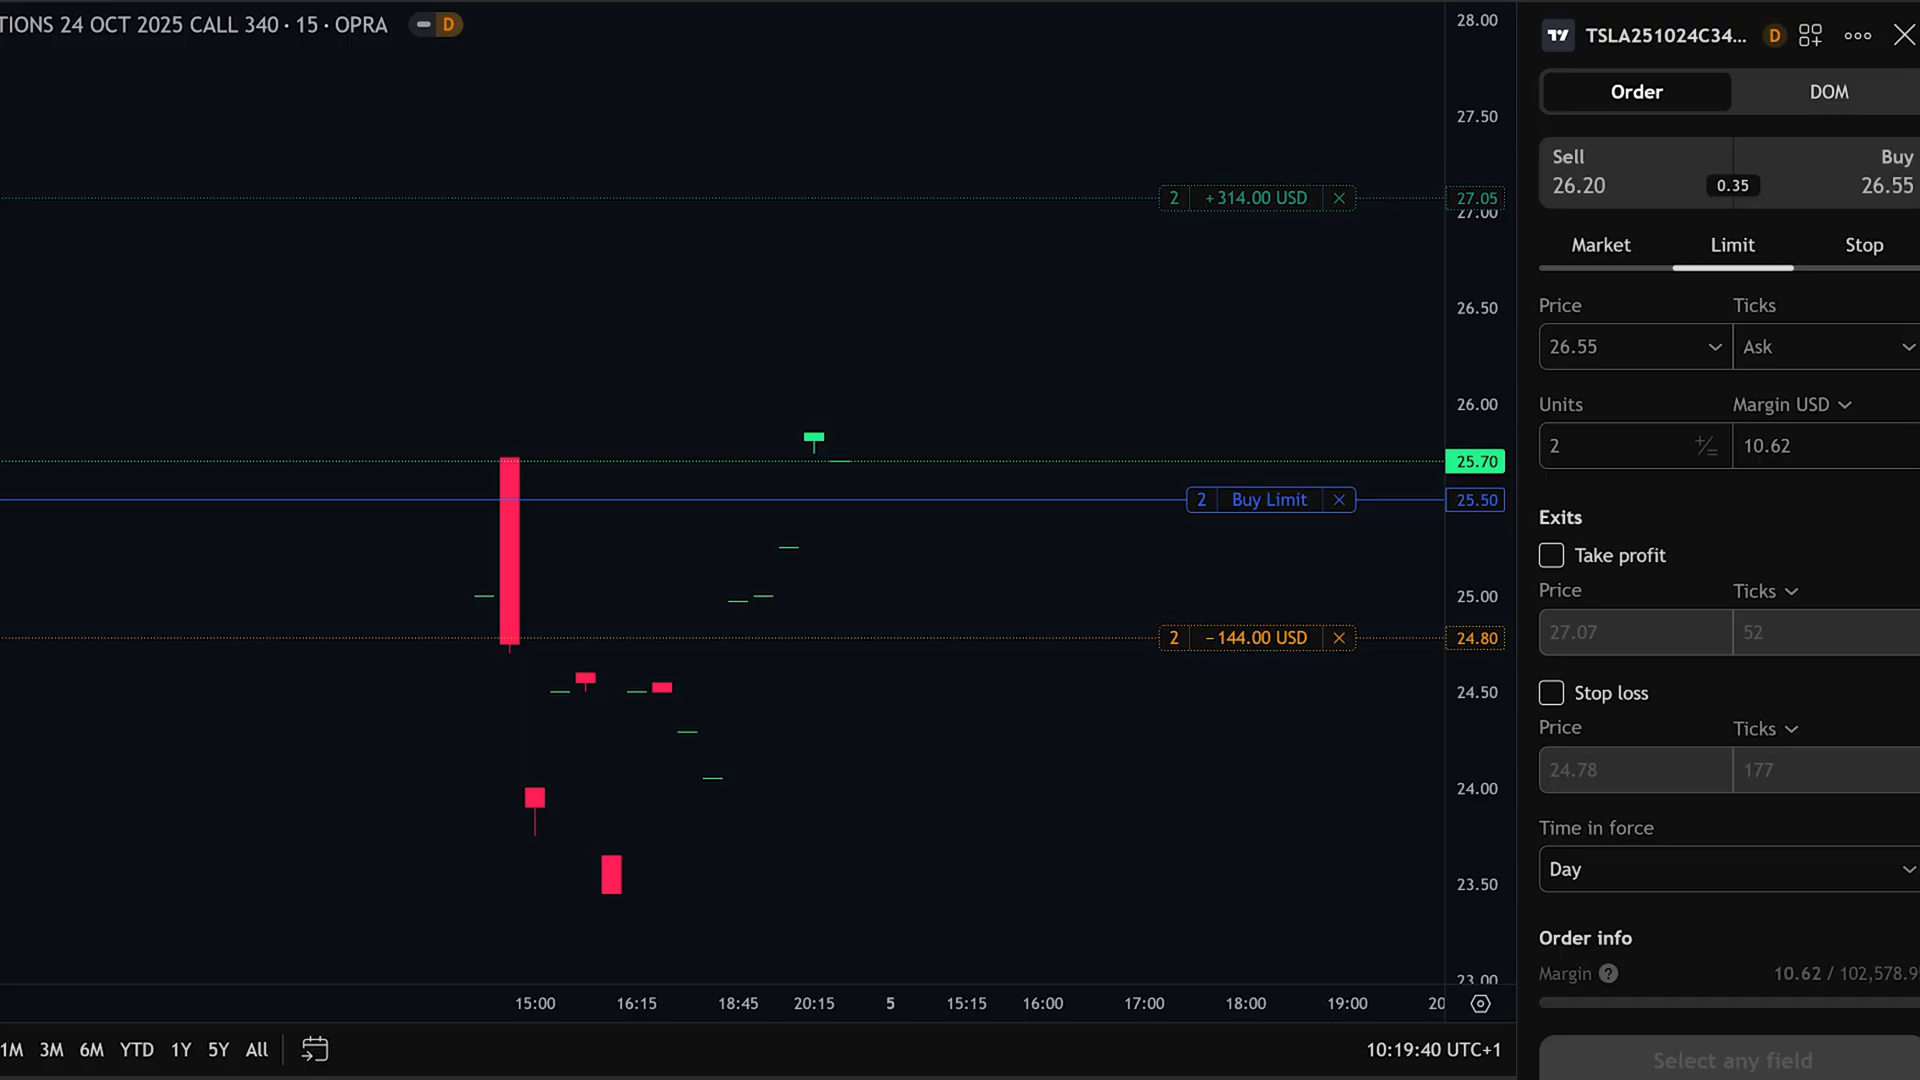 TIONS 24 OCT 2025 CALL 340 · 15 · OPRA
D
28.00
27.50
2 +314.00 USD
27.05
27.00
26.50
26.00
25.70
2 Buy Limit
25.50
25.00
2 −144.00 USD
24.80
24.50
24.00
23.50
23.00
15:00 16:15 18:45 20:15 5 15:15 16:00 17:00 18:00 19:00 20
1M 3M 6M YTD 1Y 5Y All
10:19:40 UTC+1
TSLA251024C34... D
Order DOM
Sell Buy
26.20 0.35 26.55
Market Limit Stop
Price Ticks
26.55 Ask
Units Margin USD
2 10.62
Exits
Take profit
Price Ticks
27.07 52
Stop loss
Price Ticks
24.78 177
Time in force
Day
Order info
Margin ? 10.62 / 102,578.9
Select any field